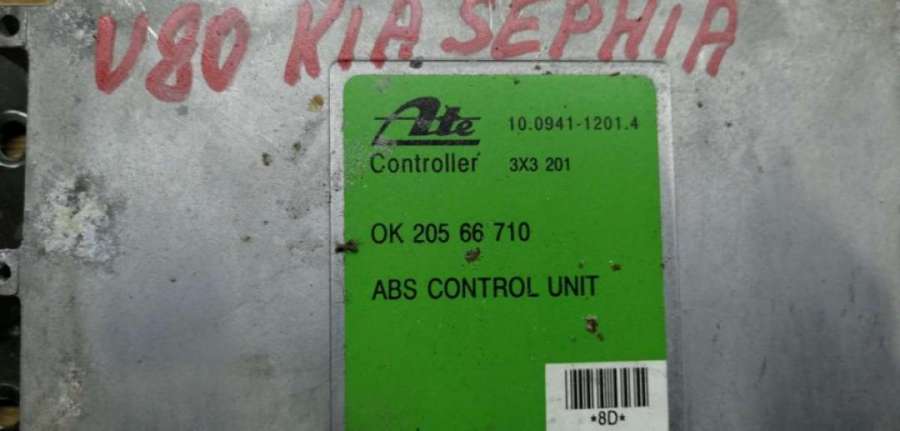 V80 KIA SEPHIA
Ate 10.0941-1201.4
Controller 3X3 201
OK 205 66 710
ABS CONTROL UNIT
*8D*